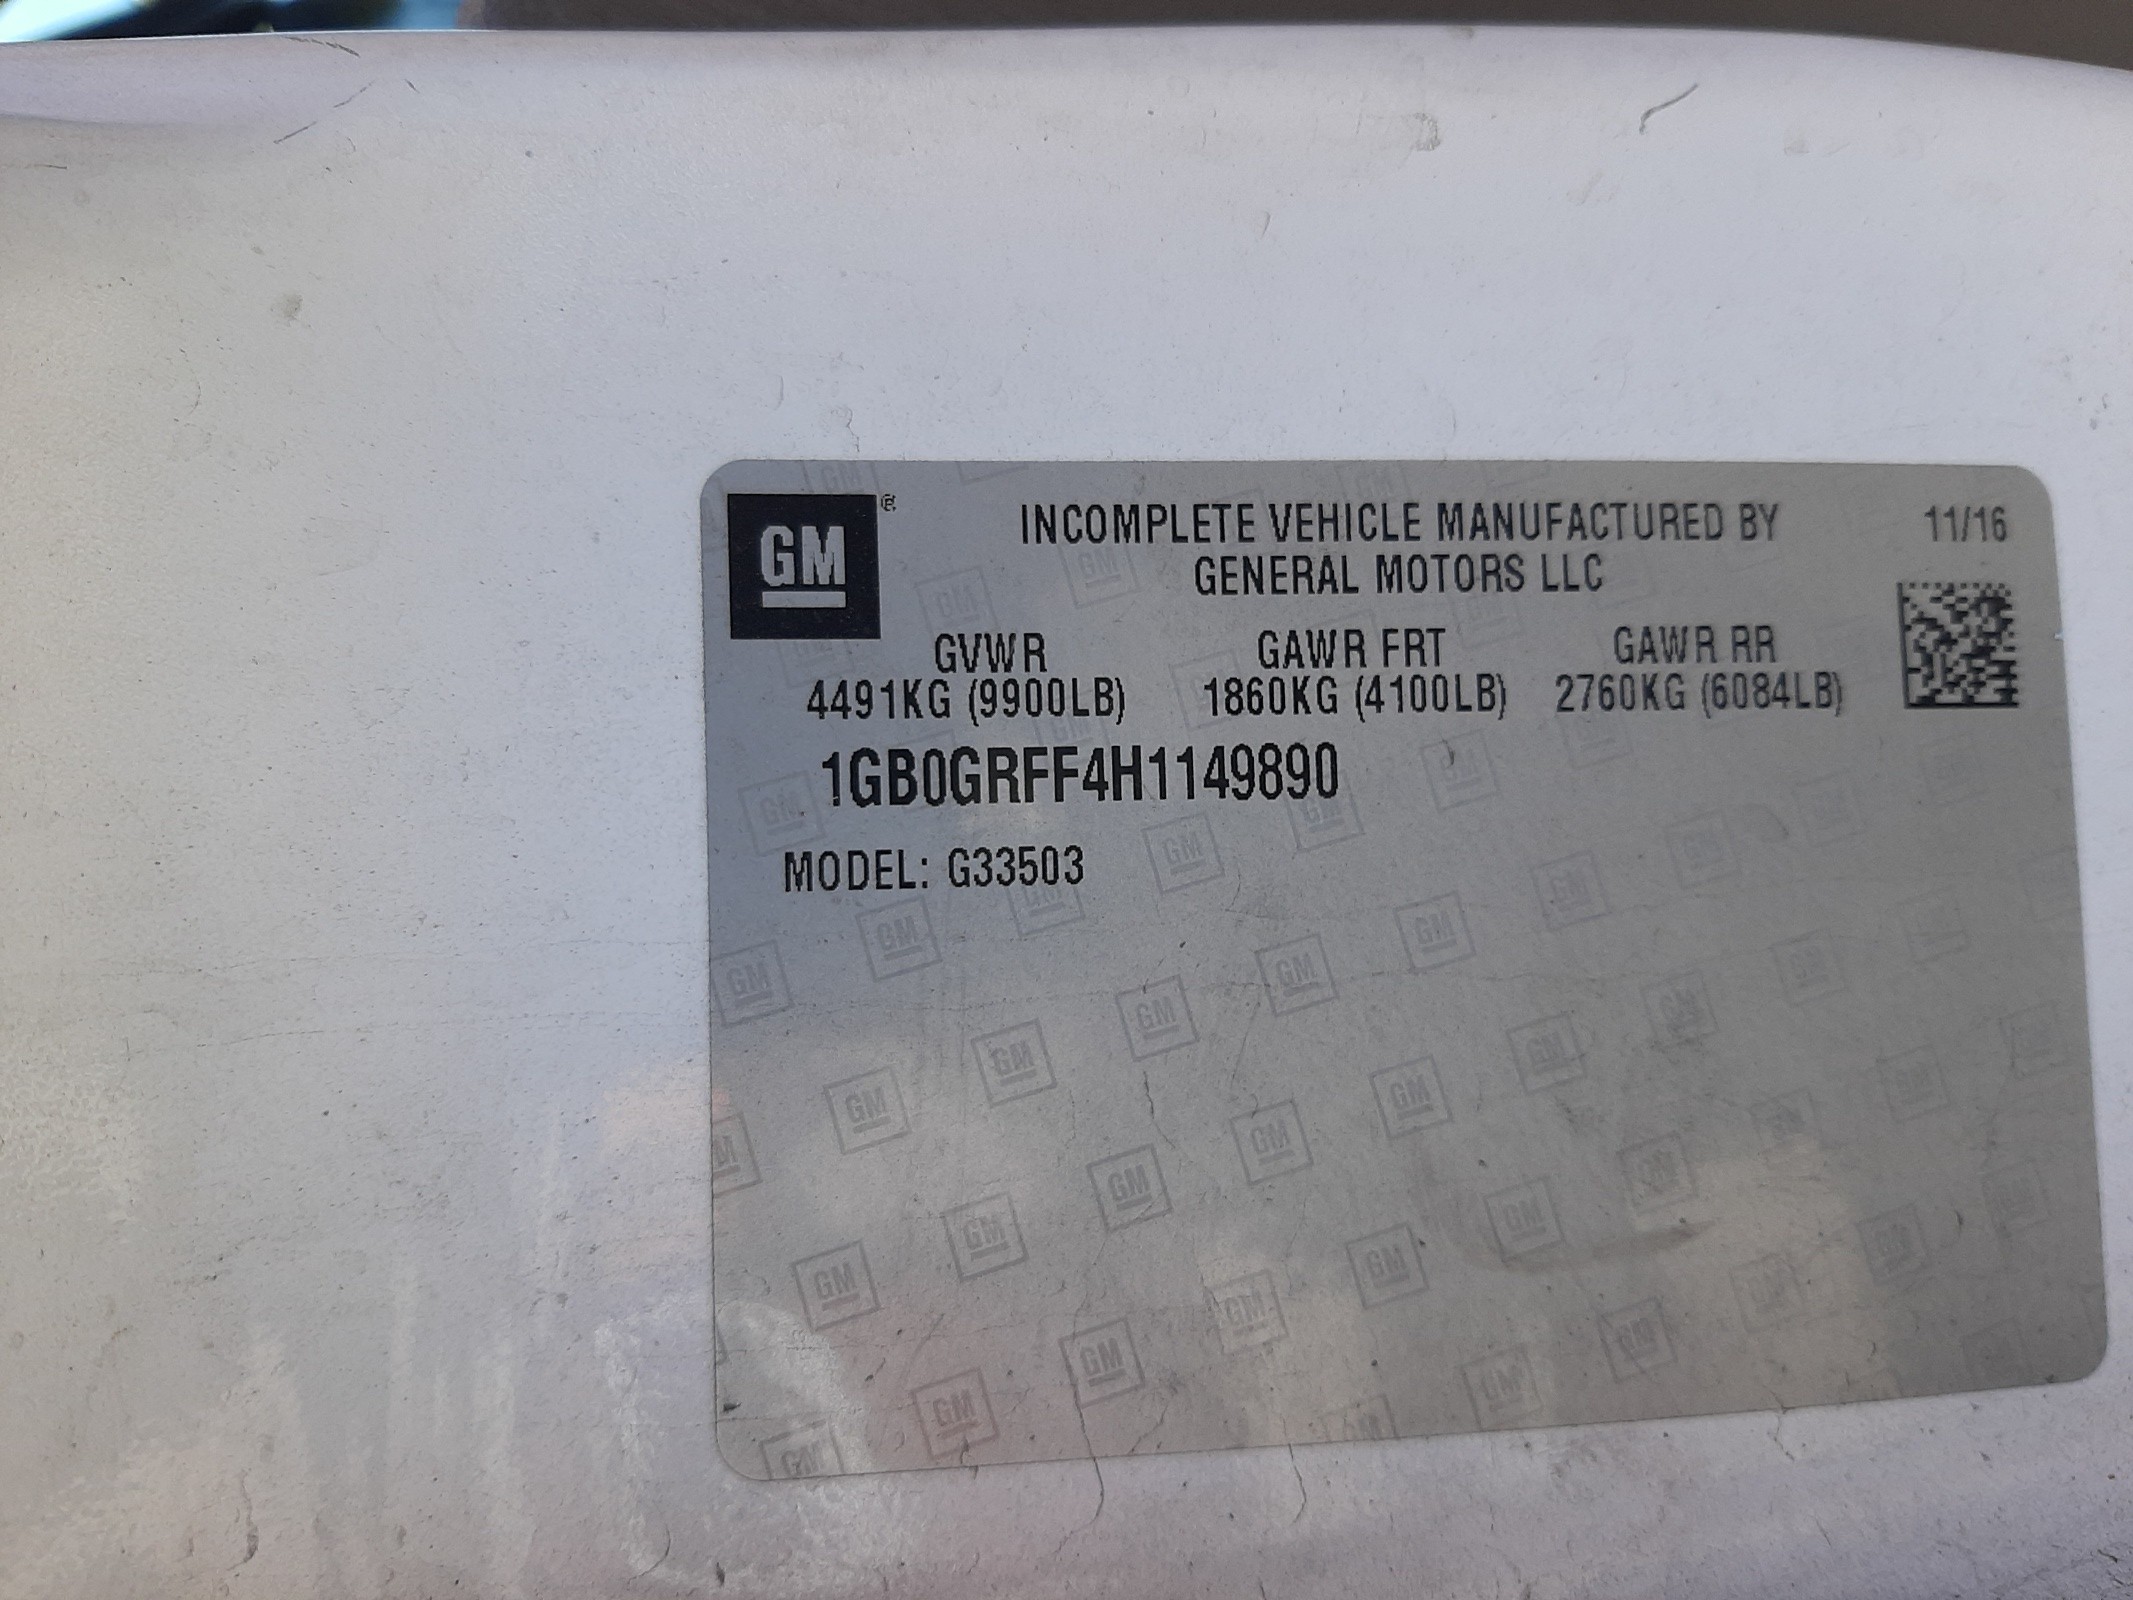 GM®
INCOMPLETE VEHICLE MANUFACTURED BY
GENERAL MOTORS LLC
11/16
GVWR GAWR FRT GAWR RR
4491KG (9900LB) 1860KG (4100LB) 2760KG (6084LB)
1GB0GRFF4H1149890
MODEL: G33503